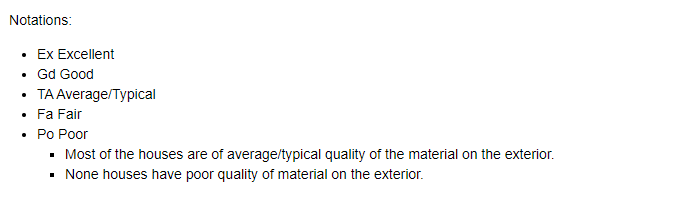 Notations:
Ex Excellent
Gd Good
TA Average/Typical
Fa Fair
Po Poor
Most of the houses are of average/typical quality of the material on the exterior.
None houses have poor quality of material on the exterior.